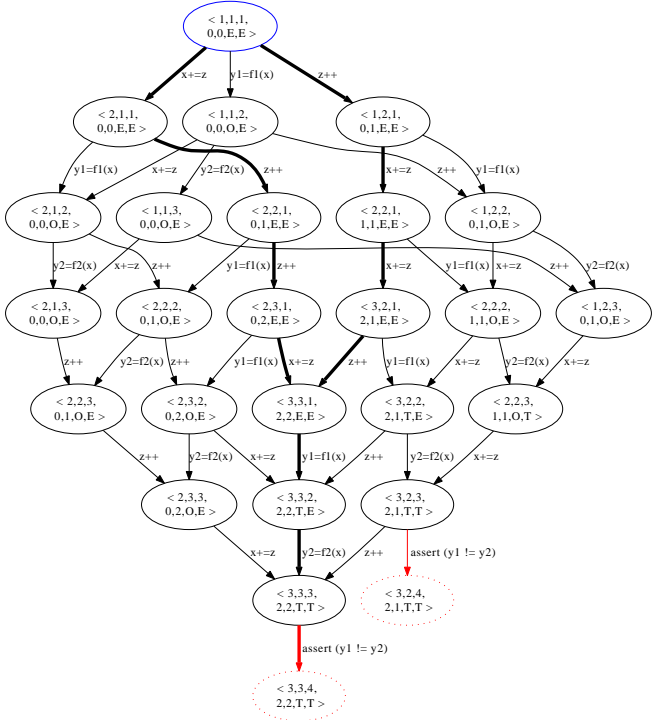 < 1,1,1,
0,0,E,E >
x+=z
y1=f1(x)
z++
< 2,1,1,
0,0,E,E >
< 1,1,2,
0,0,O,E >
< 1,2,1,
0,1,E,E >
y1=f1(x)
x+=z
y2=f2(x)
z++
x+=z
z++
y1=f1(x)
< 2,1,2,
0,0,O,E >
< 1,1,3,
0,0,O,E >
< 2,2,1,
0,1,E,E >
< 2,2,1,
1,1,E,E >
< 1,2,2,
0,1,O,E >
y2=f2(x)
x+=z
z++
y1=f1(x)
z++
x+=z
y1=f1(x)
x+=z
z++
y2=f2(x)
< 2,1,3,
0,0,O,E >
< 2,2,2,
0,1,O,E >
< 2,3,1,
0,2,E,E >
< 3,2,1,
2,1,E,E >
< 2,2,2,
1,1,O,E >
< 1,2,3,
0,1,O,E >
z++
y2=f2(x)
z++
y1=f1(x)
x+=z
z++
y1=f1(x)
x+=z
y2=f2(x)
x+=z
< 2,2,3,
0,1,O,E >
< 2,3,2,
0,2,O,E >
< 3,3,1,
2,2,E,E >
< 3,2,2,
2,1,T,E >
< 2,2,3,
1,1,O,T >
z++
y2=f2(x)
x+=z
y1=f1(x)
z++
y2=f2(x)
x+=z
< 2,3,3,
0,2,O,E >
< 3,3,2,
2,2,T,E >
< 3,2,3,
2,1,T,T >
x+=z
y2=f2(x)
z++
assert (y1 != y2)
< 3,3,3,
2,2,T,T >
< 3,2,4,
2,1,T,T >
assert (y1 != y2)
< 3,3,4,
2,2,T,T >